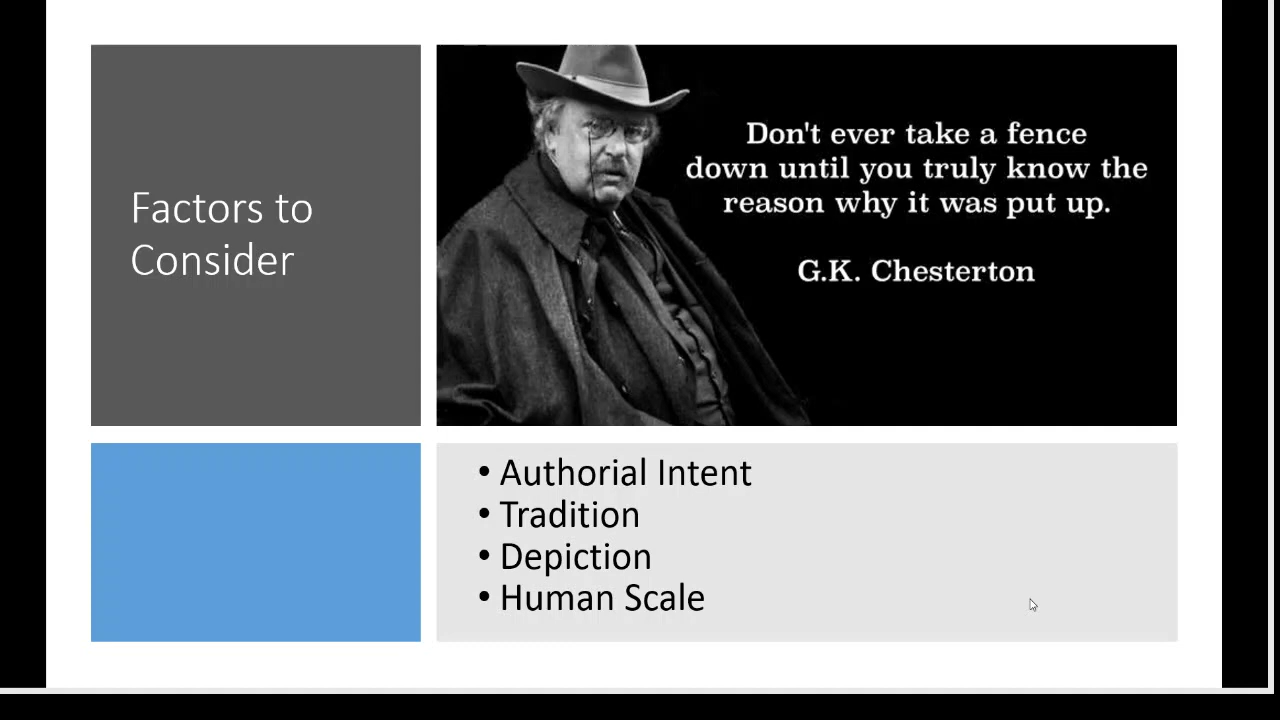 Factors to
Consider
Don't ever take a fence
down until you truly know the
reason why it was put up.
G.K. Chesterton
• Authorial Intent
• Tradition
• Depiction
• Human Scale